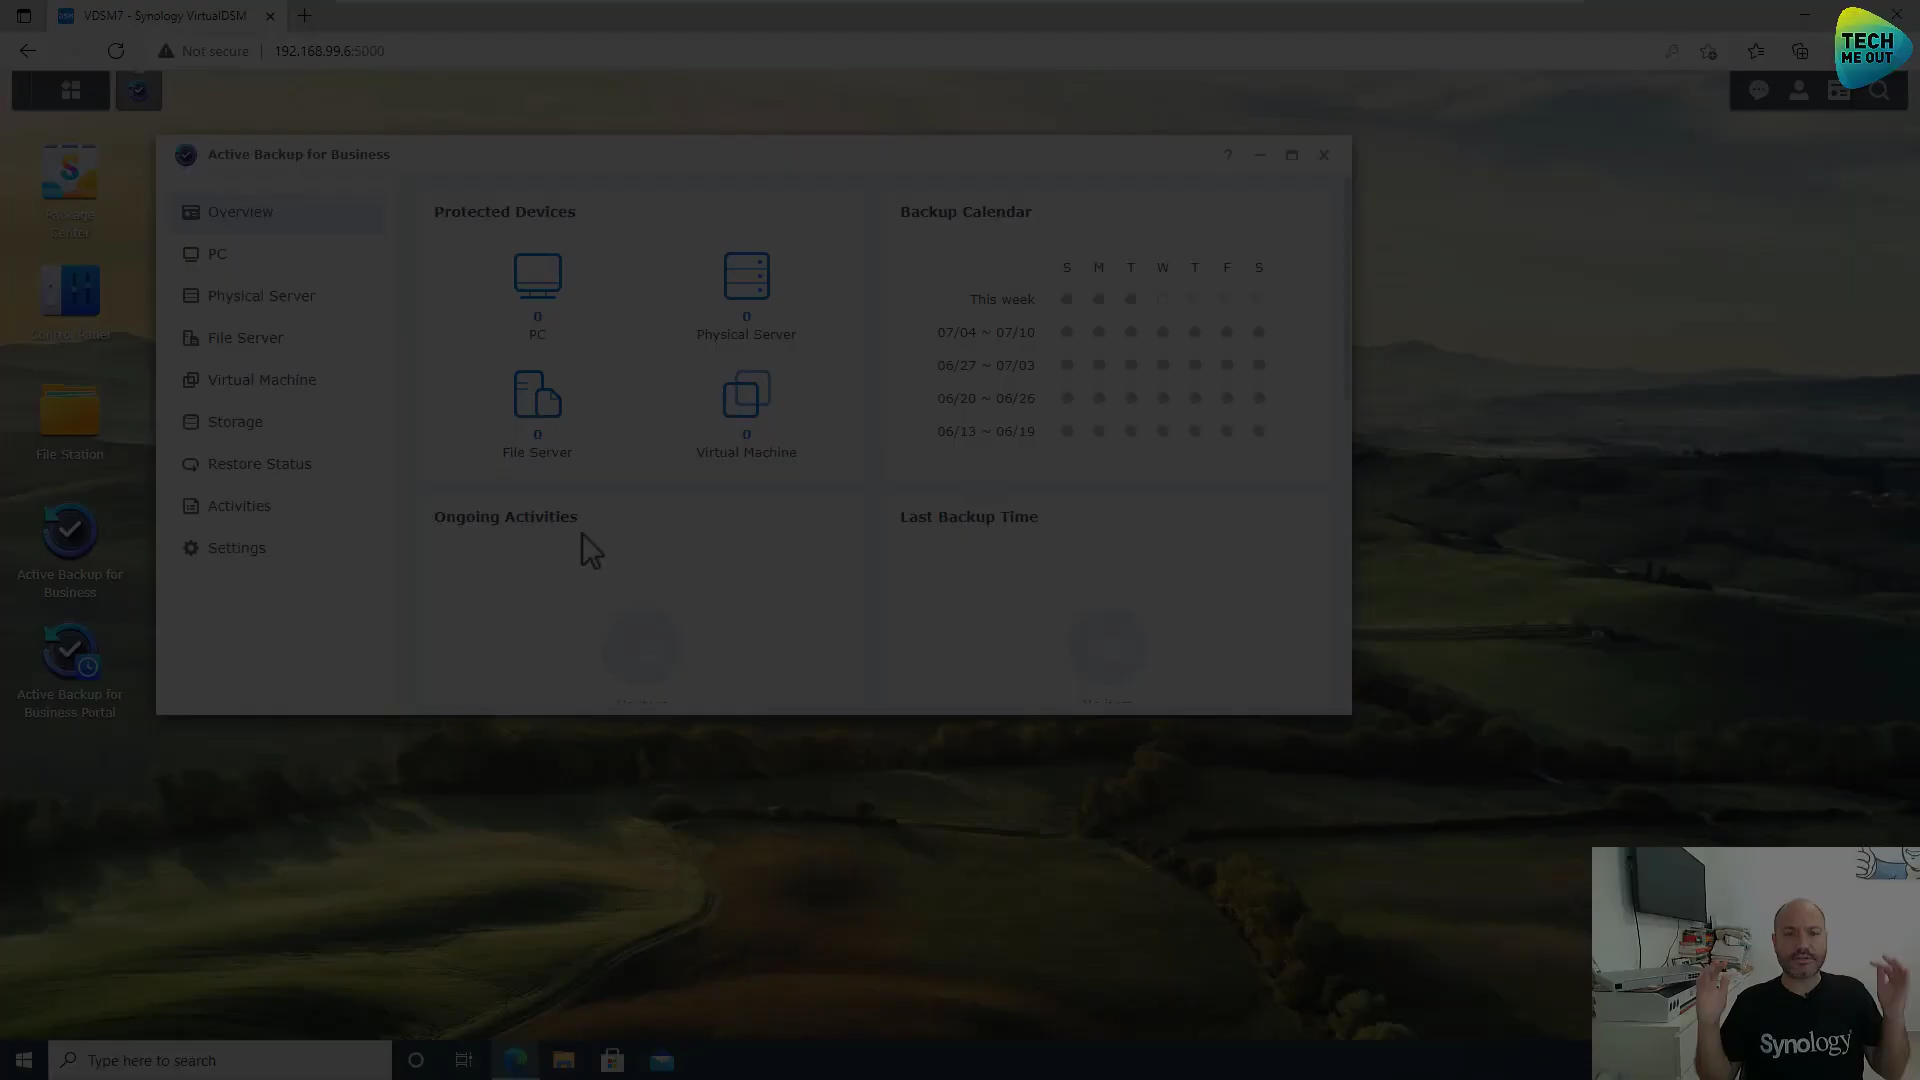 VDSM7 - Synology VirtualDSM
Not secure
192.168.99.6:5000
TECH
ME OUT
Package
Center
Control Panel
File Station
Active Backup for
Business
Active Backup for
Business Portal
Active Backup for Business
Overview
PC
Physical Server
File Server
Virtual Machine
Storage
Restore Status
Activities
Settings
Protected Devices
0
PC
0
Physical Server
0
File Server
0
Virtual Machine
Backup Calendar
S M T W T F S
This week
07/04 ~ 07/10
06/27 ~ 07/03
06/20 ~ 06/26
06/13 ~ 06/19
Ongoing Activities
Last Backup Time
Synology
Type here to search